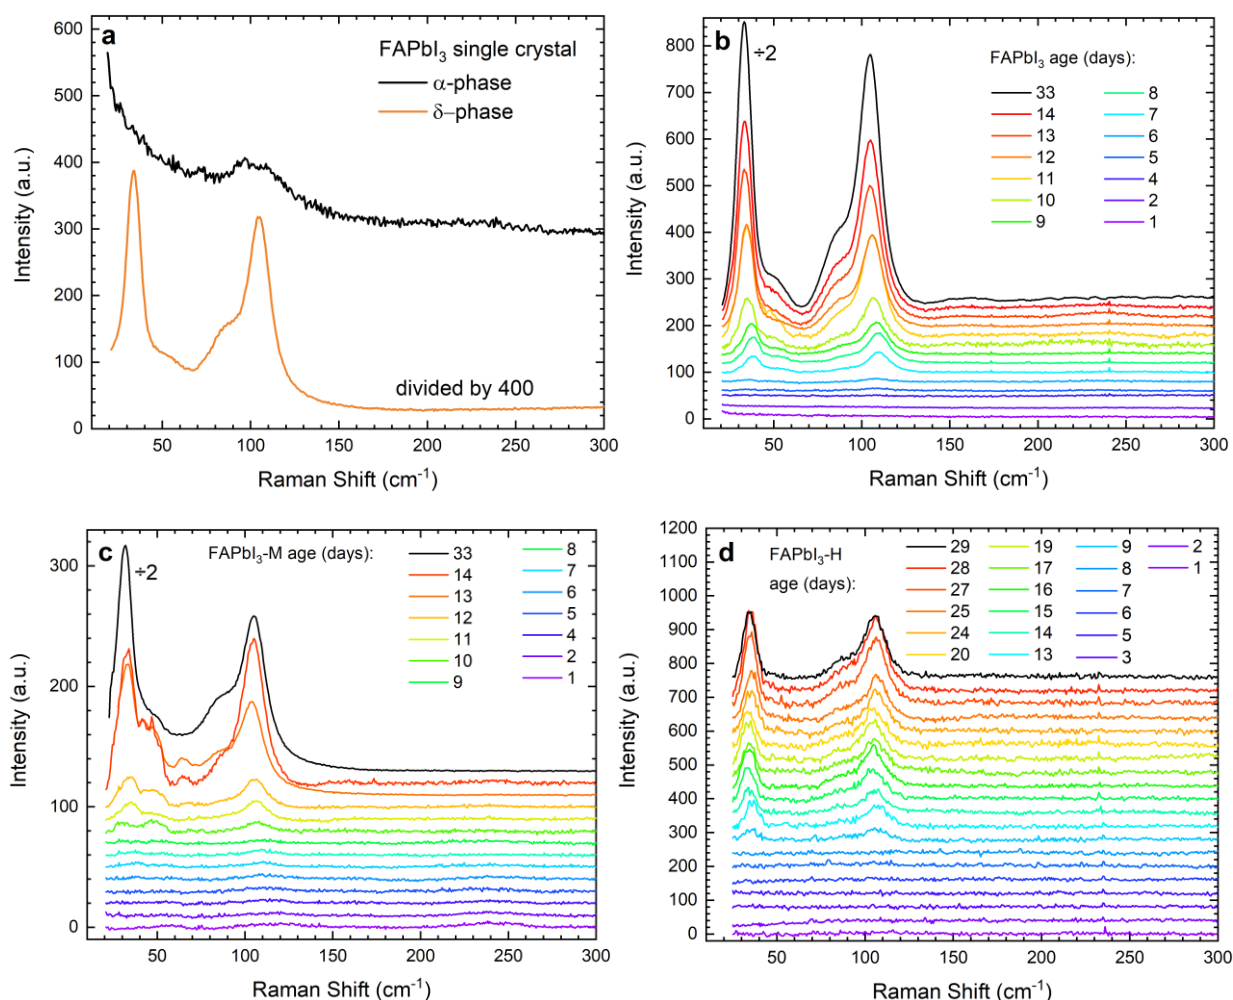 a
FAPbI₃ single crystal
α-phase
δ–phase
divided by 400
600
500
400
300
200
100
0
Intensity (a.u.)
50 100 150 200 250 300
Raman Shift (cm⁻¹)
b
÷2
FAPbI₃ age (days):
33 8
14 7
13 6
12 5
11 4
10 2
9 1
800
700
600
500
400
300
200
100
0
Intensity (a.u.)
50 100 150 200 250 300
Raman Shift (cm⁻¹)
c
÷2
FAPbI₃-M age (days):
33 8
14 7
13 6
12 5
11 4
10 2
9 1
300
200
100
0
Intensity (a.u.)
50 100 150 200 250 300
Raman Shift (cm⁻¹)
d
FAPbI₃-H
age (days):
29 19 9 2
28 17 8 1
27 16 7
25 15 6
24 14 5
20 13 3
1200
1100
1000
900
800
700
600
500
400
300
200
100
0
Intensity (a.u.)
50 100 150 200 250 300
Raman Shift (cm⁻¹)